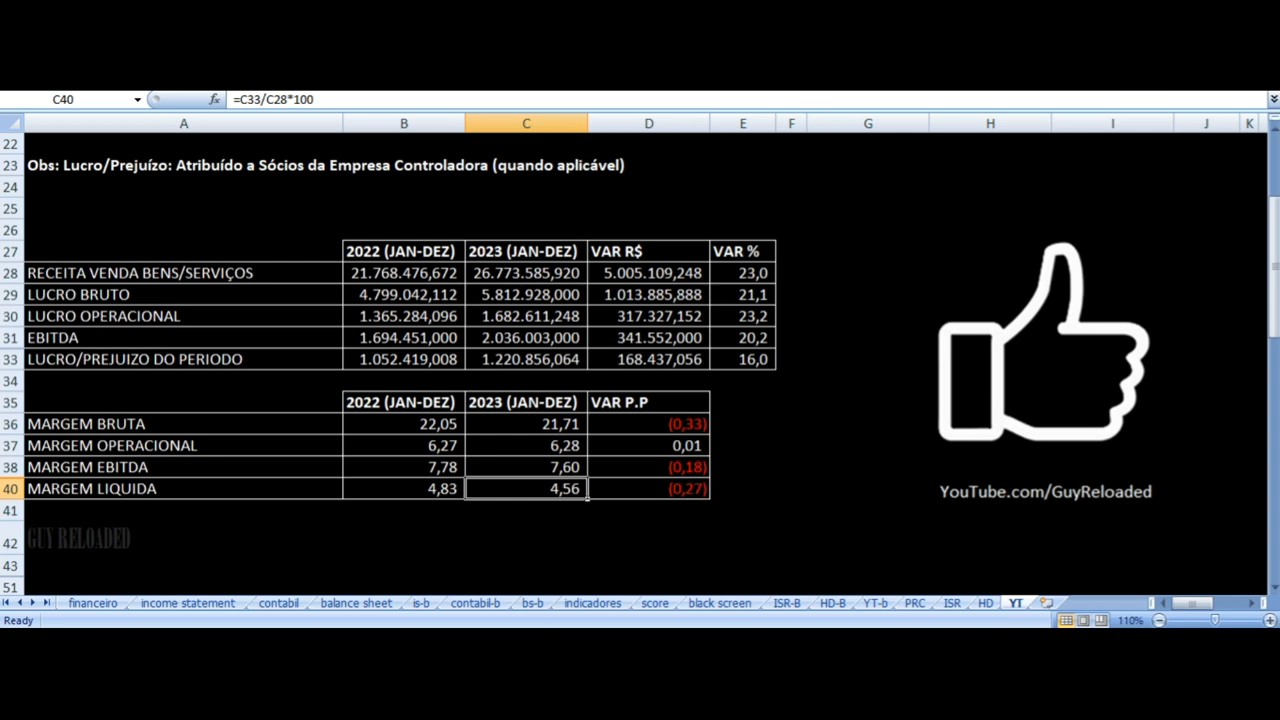 C40 fx =C33/C28*100
A B C D E F G H I J K
22
23 Obs: Lucro/Prejuízo: Atribuído a Sócios da Empresa Controladora (quando aplicável)
24
25
26
27 2022 (JAN-DEZ) 2023 (JAN-DEZ) VAR R$ VAR %
28 RECEITA VENDA BENS/SERVIÇOS 21.768.476,672 26.773.585,920 5.005.109,248 23,0
29 LUCRO BRUTO 4.799.042,112 5.812.928,000 1.013.885,888 21,1
30 LUCRO OPERACIONAL 1.365.284,096 1.682.611,248 317.327,152 23,2
31 EBITDA 1.694.451,000 2.036.003,000 341.552,000 20,2
33 LUCRO/PREJUIZO DO PERIODO 1.052.419,008 1.220.856,064 168.437,056 16,0
34
35 2022 (JAN-DEZ) 2023 (JAN-DEZ) VAR P.P
36 MARGEM BRUTA 22,05 21,71 (0,33)
37 MARGEM OPERACIONAL 6,27 6,28 0,01
38 MARGEM EBITDA 7,78 7,60 (0,18)
40 MARGEM LIQUIDA 4,83 4,56 (0,27)
YouTube.com/GuyReloaded
41
42 GUY RELOADED
43
51
financeiro income statement contabil balance sheet is-b contabil-b bs-b indicadores score black screen ISR-B HD-B YT-b PRC ISR HD YT
Ready 110%